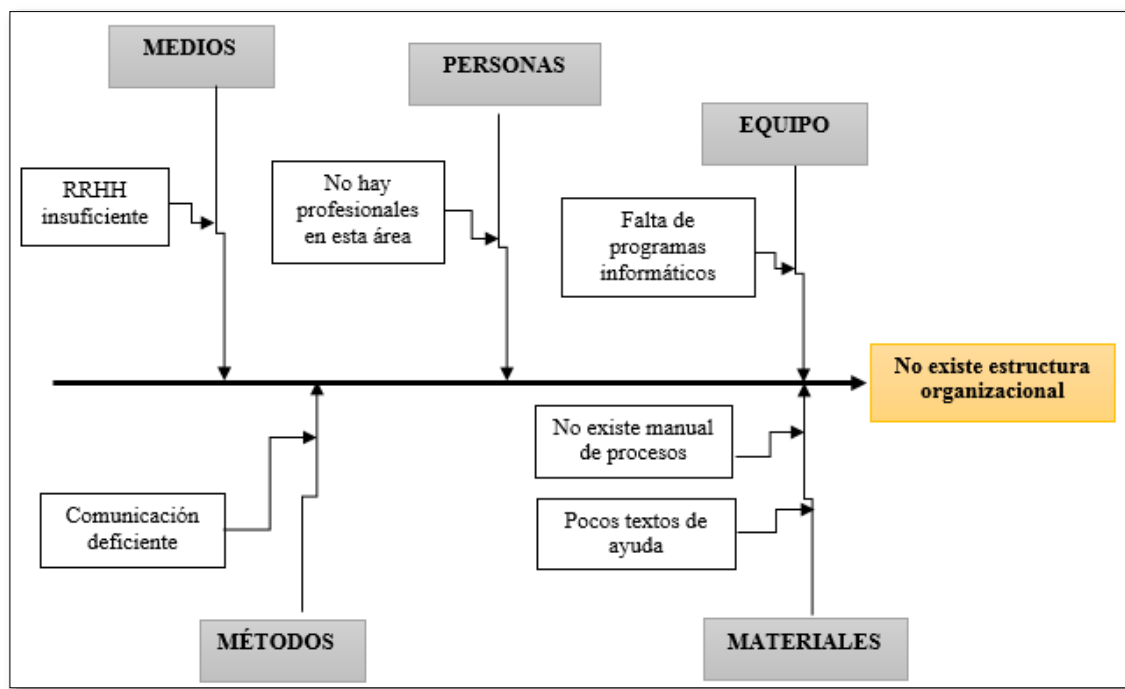 MEDIOS
PERSONAS
EQUIPO
RRHH
insuficiente
No hay
profesionales
en esta área
Falta de
programas
informáticos
No existe estructura
organizacional
No existe manual
de procesos
Comunicación
deficiente
Pocos textos de
ayuda
MÉTODOS
MATERIALES